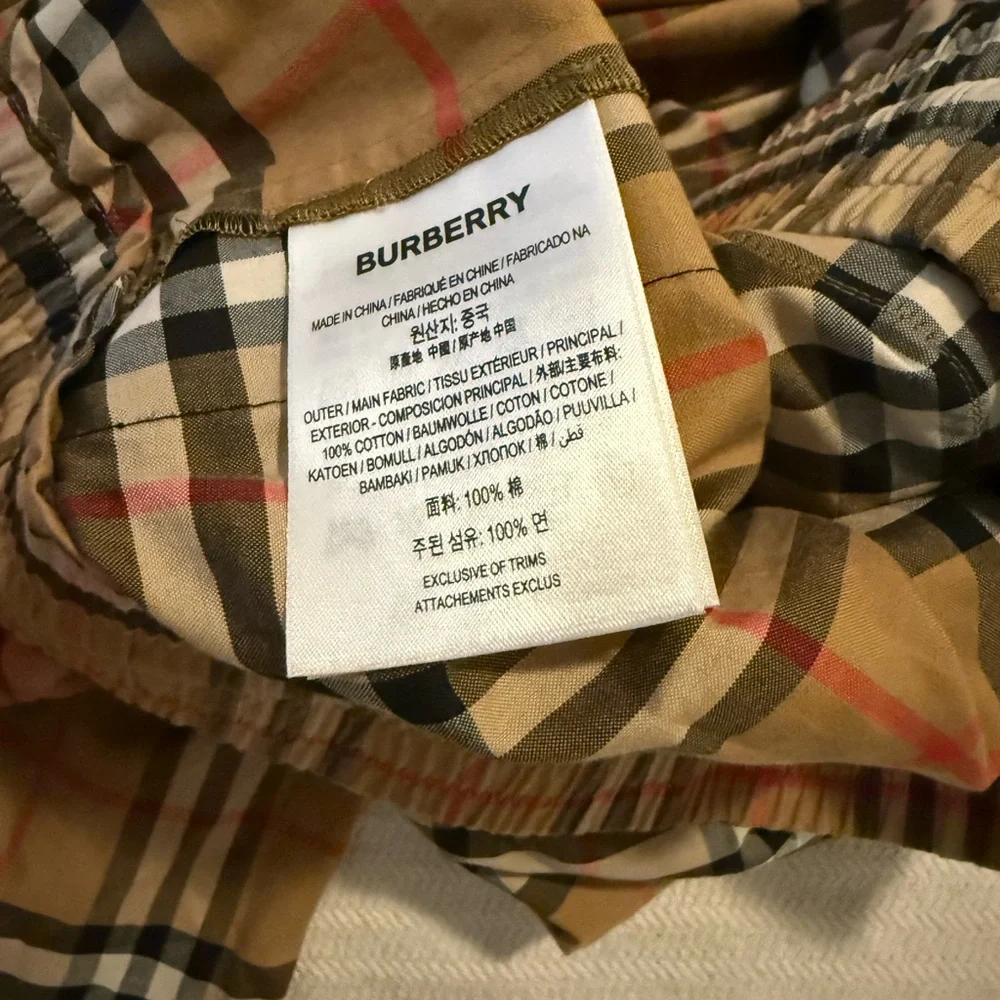 BURBERRY
MADE IN CHINA / FABRIQUÉ EN CHINE / FABRICADO NA
CHINA / HECHO EN CHINA
원산지: 중국
原產地 中國 / 原产地 中国
OUTER / MAIN FABRIC / TISSU EXTÉRIEUR / PRINCIPAL /
EXTERIOR - COMPOSICION PRINCIPAL / 外部/主要布料:
100% COTTON / BAUMWOLLE / COTON / COTONE /
KATOEN / BOMULL / ALGODÓN / ALGODÃO / PUUVILLA /
BAMBAKI / PAMUK / ХЛОПОК / 棉 / قطن
面料: 100% 棉
주된 섬유: 100% 면
EXCLUSIVE OF TRIMS
ATTACHEMENTS EXCLUS